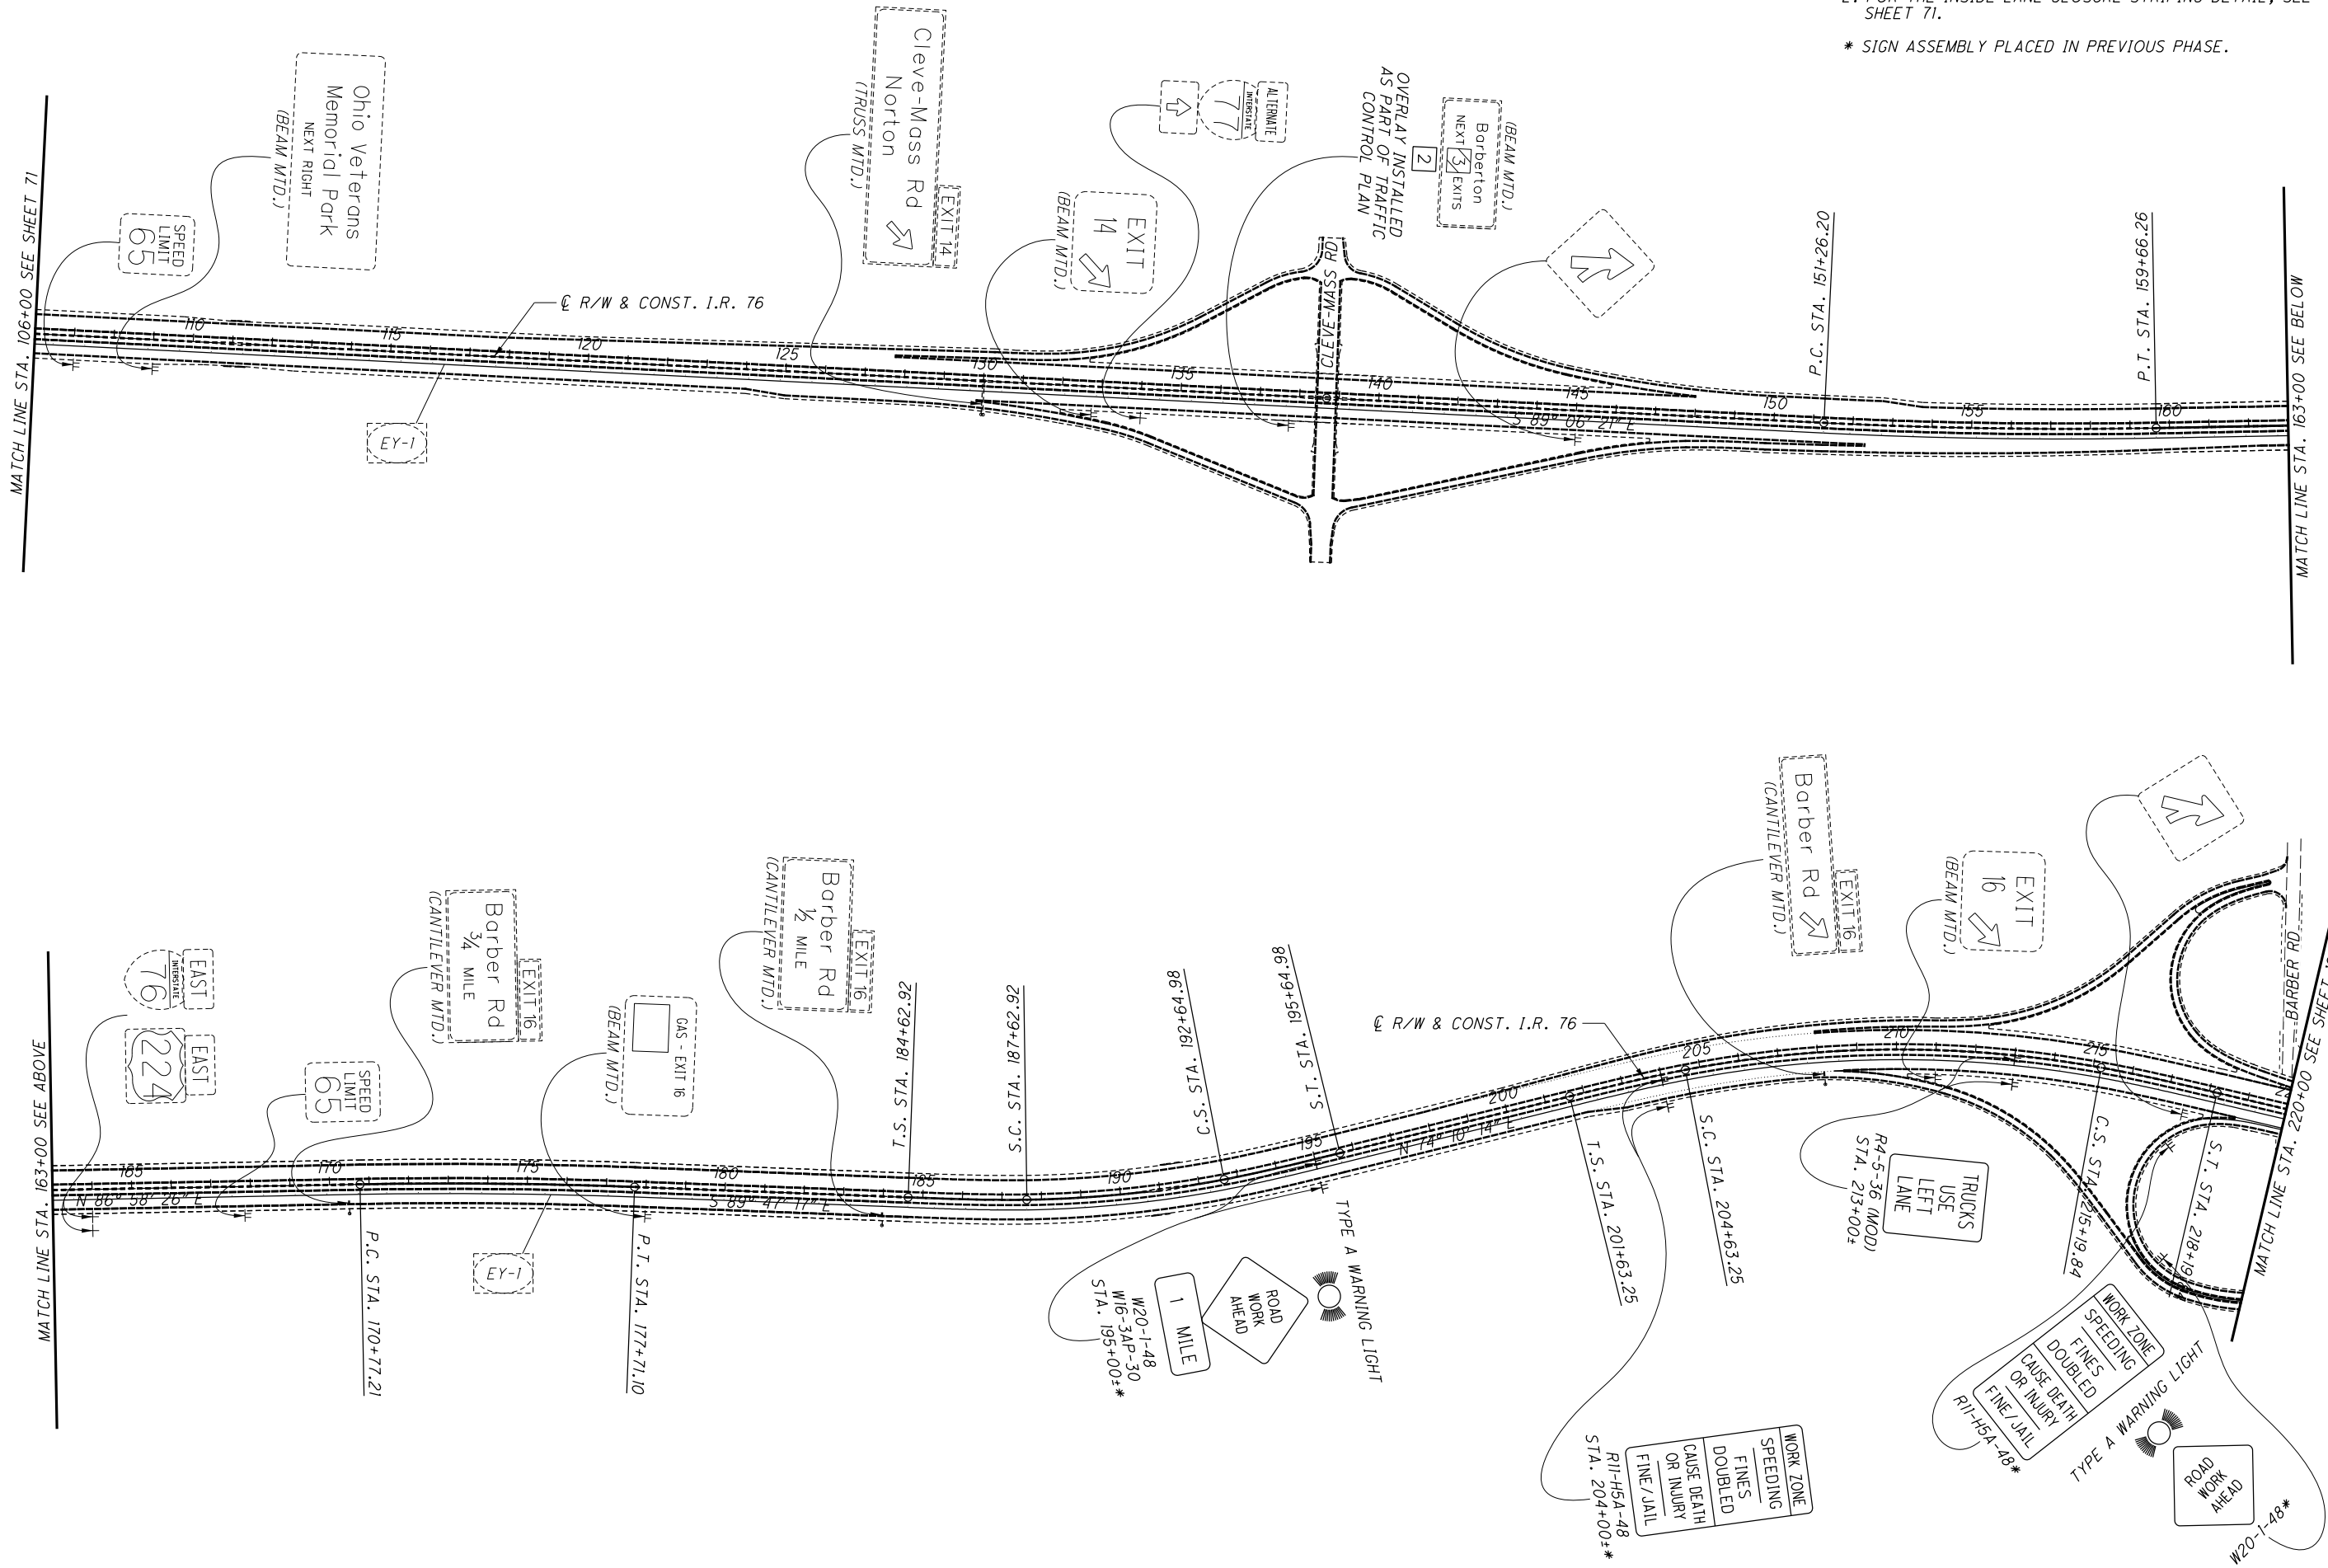 SHEET 71.
* SIGN ASSEMBLY PLACED IN PREVIOUS PHASE.
MATCH LINE STA. 106+00 SEE SHEET 71
SPEED
LIMIT
65
Ohio Veterans
Memorial Park
NEXT RIGHT
(BEAM MTD.)
℄ R/W & CONST. I.R. 76
EY-1
EXIT 14
Cleve-Mass Rd
Norton
(TRUSS MTD.)
EXIT
14
(BEAM MTD.)
ALTERNATE
INTERSTATE
77
(BEAM MTD.)
Barberton
NEXT 3 EXITS
2
OVERLAY INSTALLED
AS PART OF TRAFFIC
CONTROL PLAN
CLEVE-MASS RD
110
115
120
125
130
135
140
145
150
155
160
S 89° 06' 21" E
P.C. STA. 151+26.20
P.T. STA. 159+66.26
MATCH LINE STA. 163+00 SEE BELOW
MATCH LINE STA. 163+00 SEE ABOVE
EAST
INTERSTATE
76
EAST
224
SPEED
LIMIT
65
EXIT 16
Barber Rd
¾ MILE
(CANTILEVER MTD.)
GAS - EXIT 16
(BEAM MTD.)
EXIT 16
Barber Rd
½ MILE
(CANTILEVER MTD.)
165
170
175
180
185
190
195
200
205
210
215
N 86° 58' 26" E
P.C. STA. 170+77.21
EY-1
P.T. STA. 177+71.10
S 89° 47' 17" E
T.S. STA. 184+62.92
S.C. STA. 187+62.92
C.S. STA. 192+64.98
S.T. STA. 195+64.98
℄ R/W & CONST. I.R. 76
N 74° 10' 14" E
TYPE A WARNING LIGHT
ROAD
WORK
AHEAD
1 MILE
W20-1-48
W16-3AP-30
STA. 195+00±*
T.S. STA. 201+63.25
S.C. STA. 204+63.25
WORK ZONE
SPEEDING
FINES
DOUBLED
CAUSE DEATH
OR INJURY
FINE/JAIL
R11-H5A-48
STA. 204+00±*
EXIT 16
Barber Rd
(CANTILEVER MTD.)
EXIT
16
(BEAM MTD.)
TRUCKS
USE
LEFT
LANE
R4-5-36 (MOD)
STA. 213+00±
C.S. STA. 215+19.84
S.T. STA. 218+19
BARBER RD.
MATCH LINE STA. 220+00 SEE SHEET
WORK ZONE
SPEEDING
FINES
DOUBLED
CAUSE DEATH
OR INJURY
FINE/JAIL
R11-H5A-48*
TYPE A WARNING LIGHT
ROAD
WORK
AHEAD
W20-1-48*